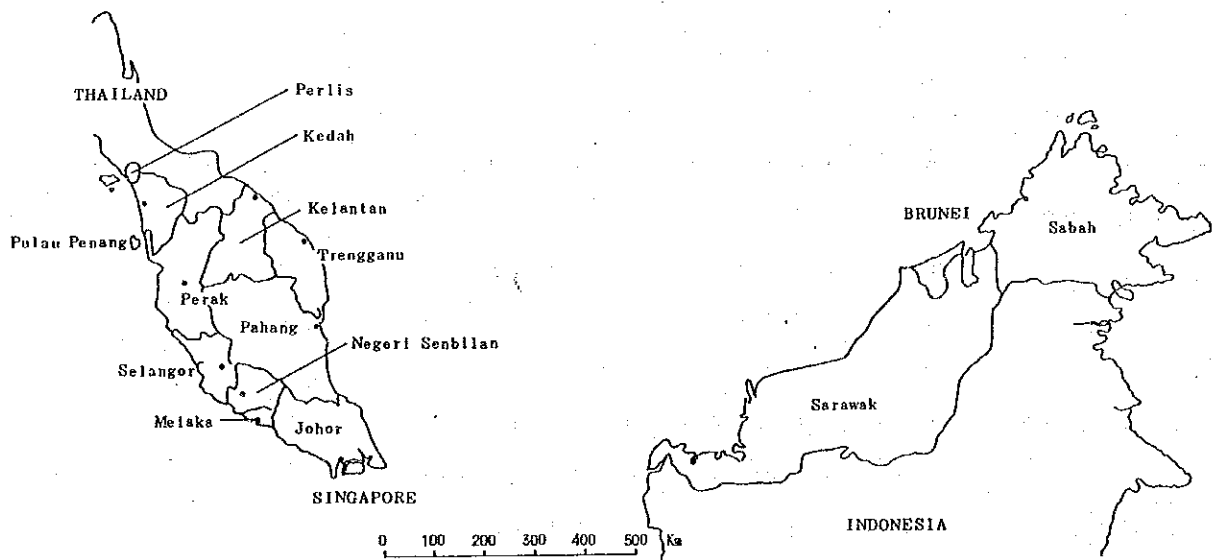 THAILAND
Perlis
Kedah
Kelantan
Pulau Penang
Trengganu
Perak
Pahang
Negeri Senbilan
Selangor
Melaka
Johor
SINGAPORE
BRUNEI
Sabah
Sarawak
INDONESIA
0 100 200 300 400 500 Km